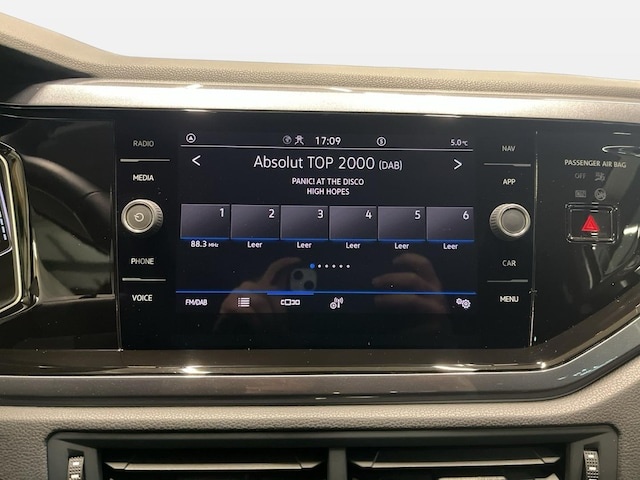 RADIO
MEDIA
PHONE
VOICE
17:09
5.0°C
< Absolut TOP 2000 (DAB) >
PANIC! AT THE DISCO
HIGH HOPES
1 2 3 4 5 6
88.3 MHz Leer Leer Leer Leer Leer
FM/DAB
NAV
APP
CAR
MENU
PASSENGER AIR BAG
OFF